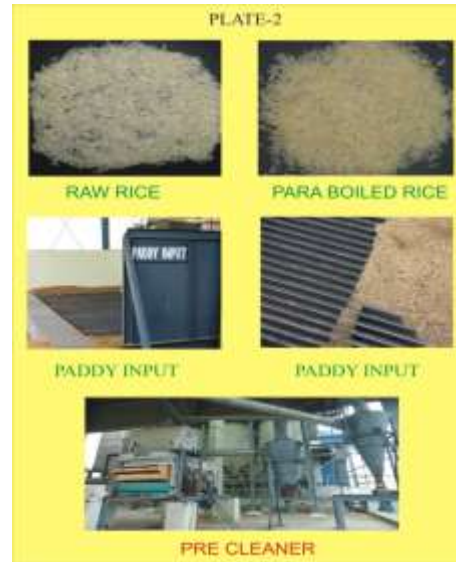 PLATE-2
RAW RICE
PARA BOILED RICE
PADDY INPUT
PADDY INPUT
PADDY INPUT
PRE CLEANER